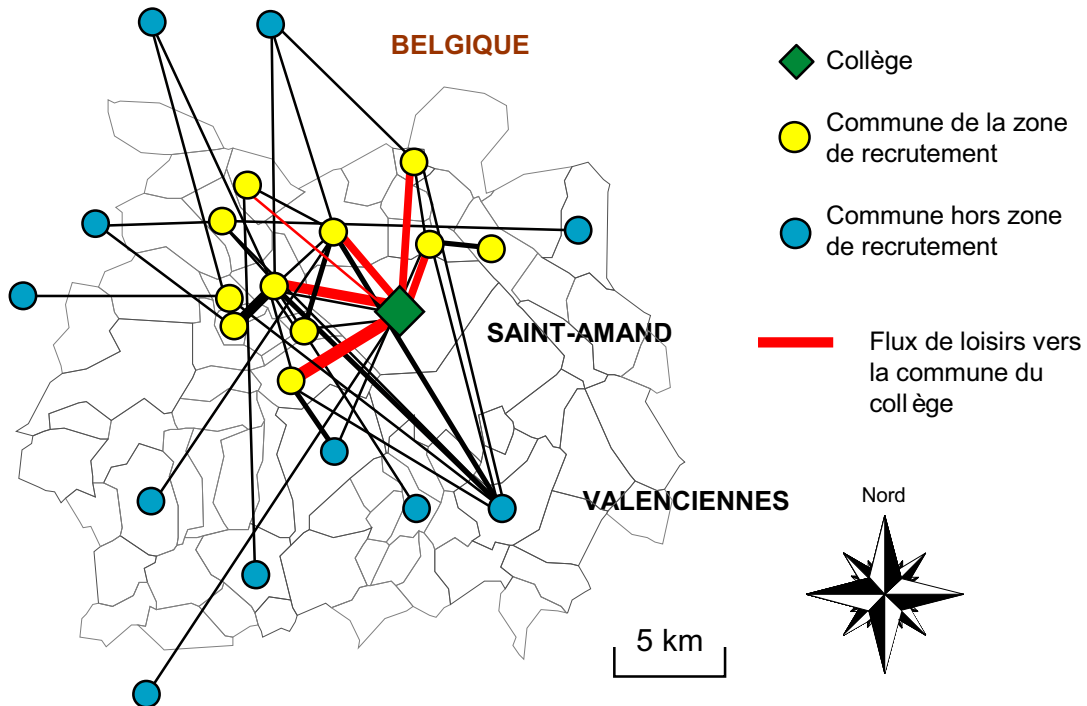 BELGIQUE
Collège
Commune de la zone
de recrutement
Commune hors zone
de recrutement
SAINT-AMAND
Flux de loisirs vers
la commune du
coll ège
VALENCIENNES
Nord
5 km